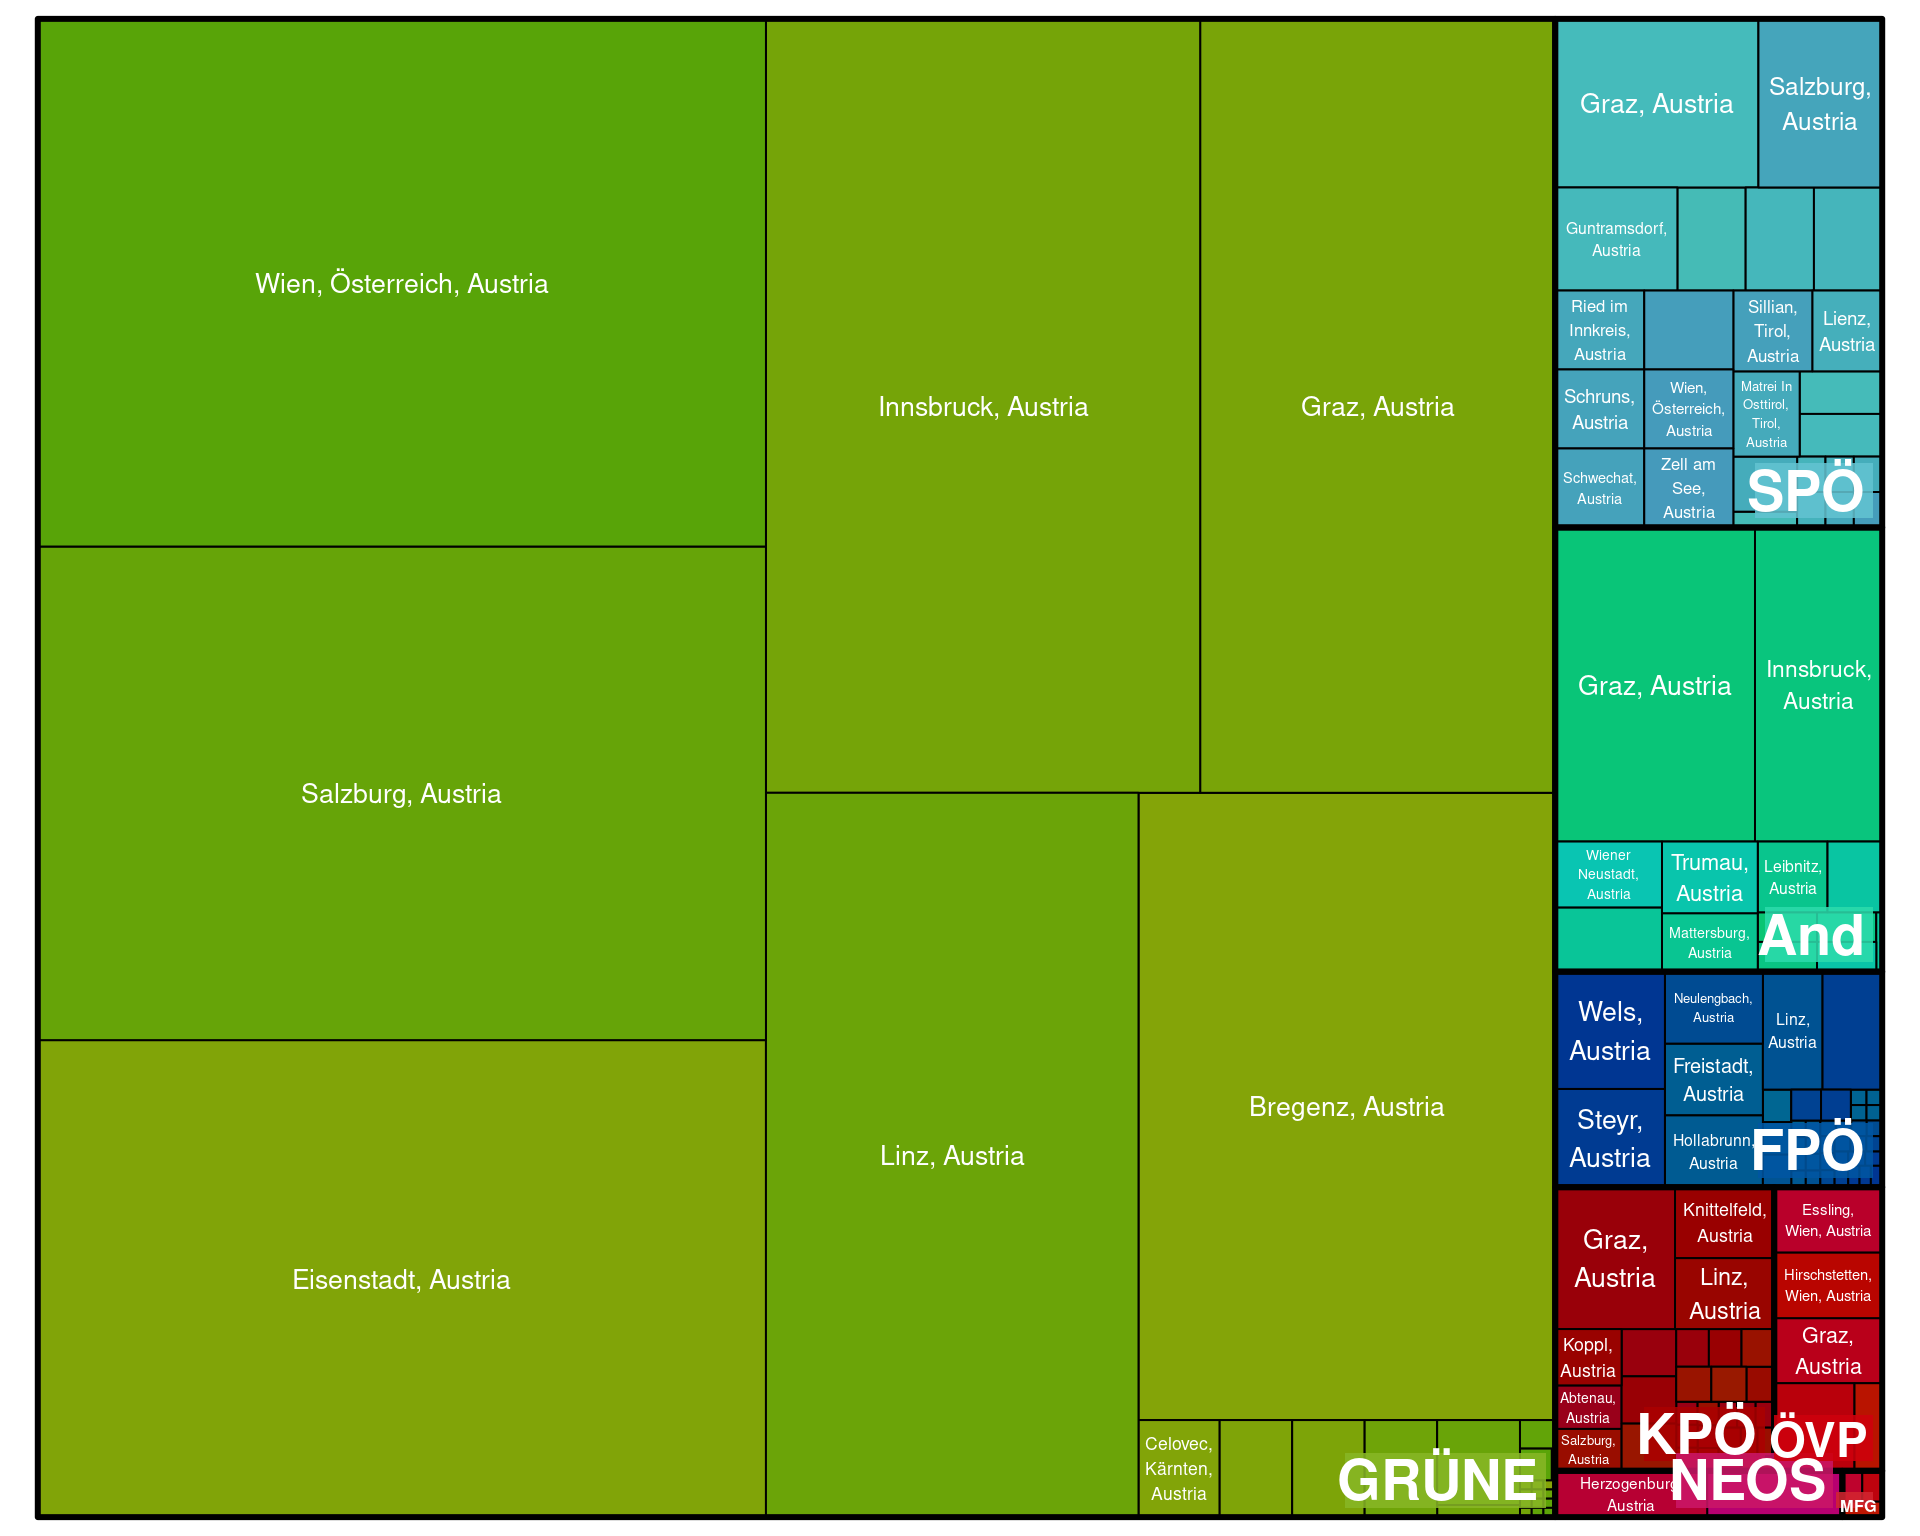 Wien, Österreich, Austria
Salzburg, Austria
Eisenstadt, Austria
Innsbruck, Austria
Graz, Austria
Linz, Austria
Bregenz, Austria
Celovec,
Kärnten,
Austria
GRÜNE
Graz, Austria
Salzburg,
Austria
Guntramsdorf,
Austria
Ried im
Innkreis,
Austria
Schruns,
Austria
Schwechat,
Austria
Wien,
Österreich,
Austria
Zell am
See,
Austria
Sillian,
Tirol,
Austria
Lienz,
Austria
Matrei In
Osttirol,
Tirol,
Austria
SPÖ
Graz, Austria
Innsbruck,
Austria
Wiener
Neustadt,
Austria
Trumau,
Austria
Mattersburg,
Austria
Leibnitz,
Austria
And
Wels,
Austria
Steyr,
Austria
Neulengbach,
Austria
Freistadt,
Austria
Hollabrunn,
Austria
Linz,
Austria
FPÖ
Graz,
Austria
Knittelfeld,
Austria
Linz,
Austria
Koppl,
Austria
Abtenau,
Austria
Salzburg,
Austria
KPÖ
Essling,
Wien, Austria
Hirschstetten,
Wien, Austria
Graz,
Austria
ÖVP
Herzogenburg
Austria
NEOS
MFG